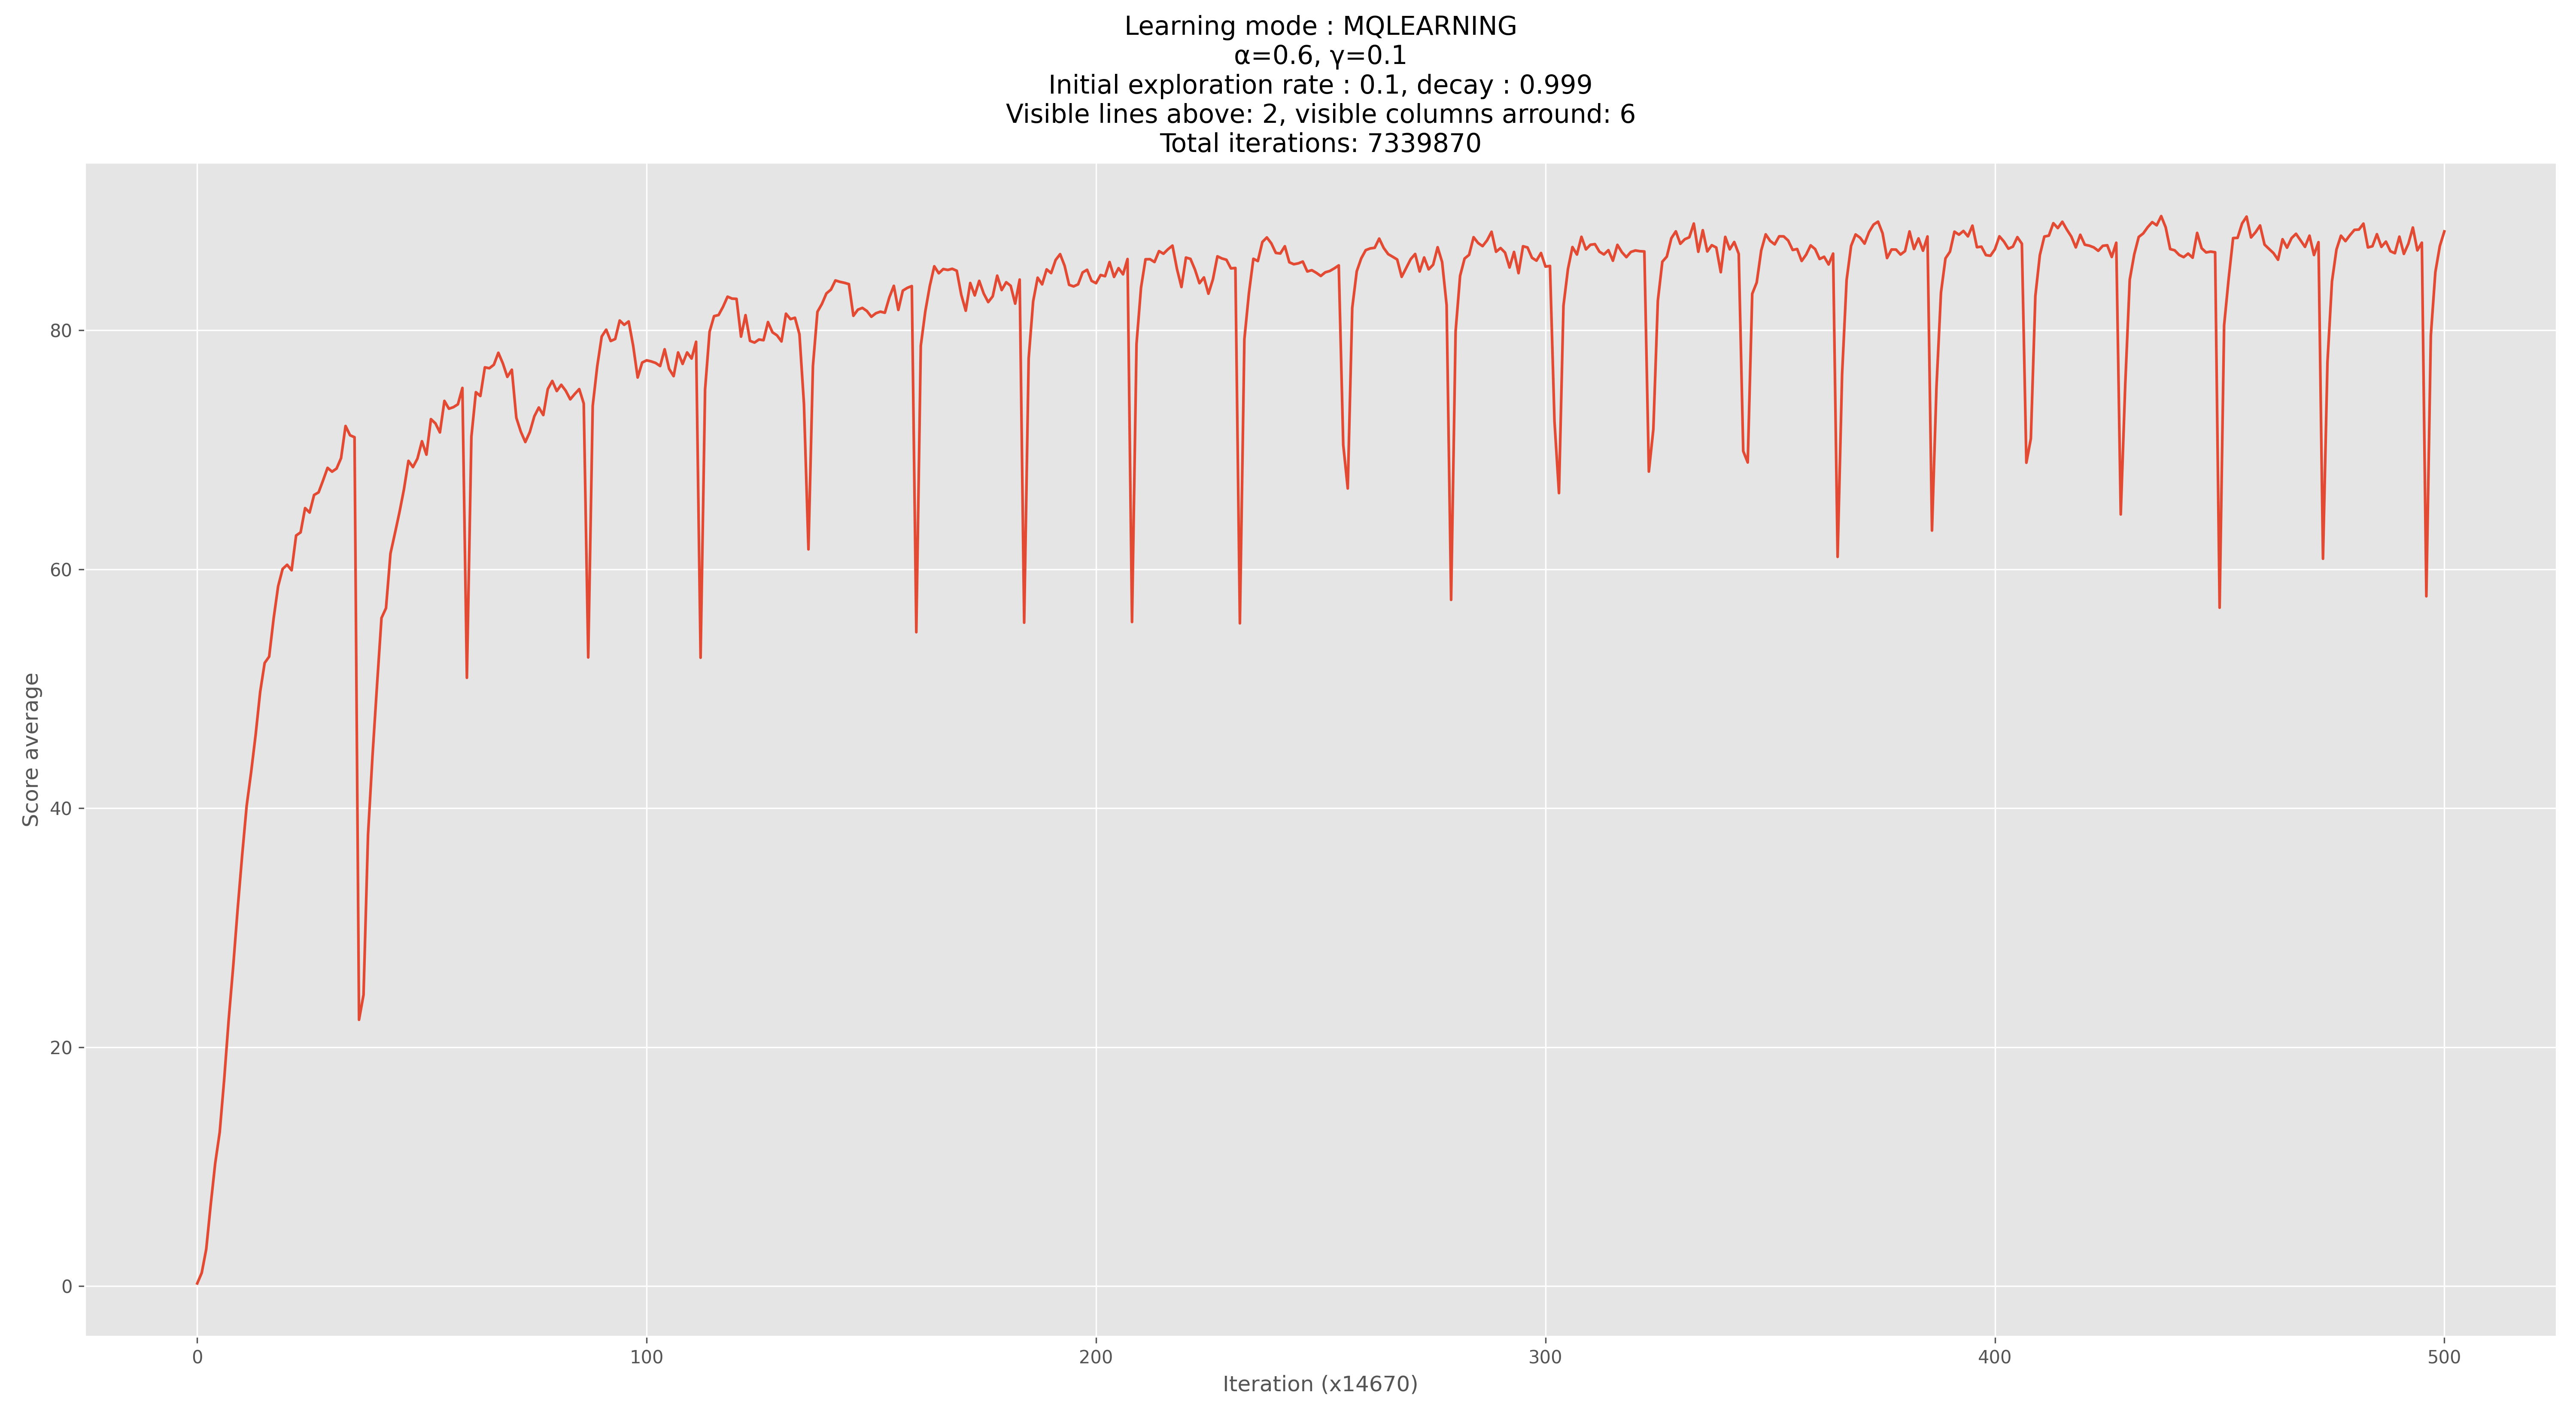 Learning mode : MQLEARNING
α=0.6, γ=0.1
Initial exploration rate : 0.1, decay : 0.999
Visible lines above: 2, visible columns arround: 6
Total iterations: 7339870
80
60
40
20
0
Score average
0 100 200 300 400 500
Iteration (x14670)